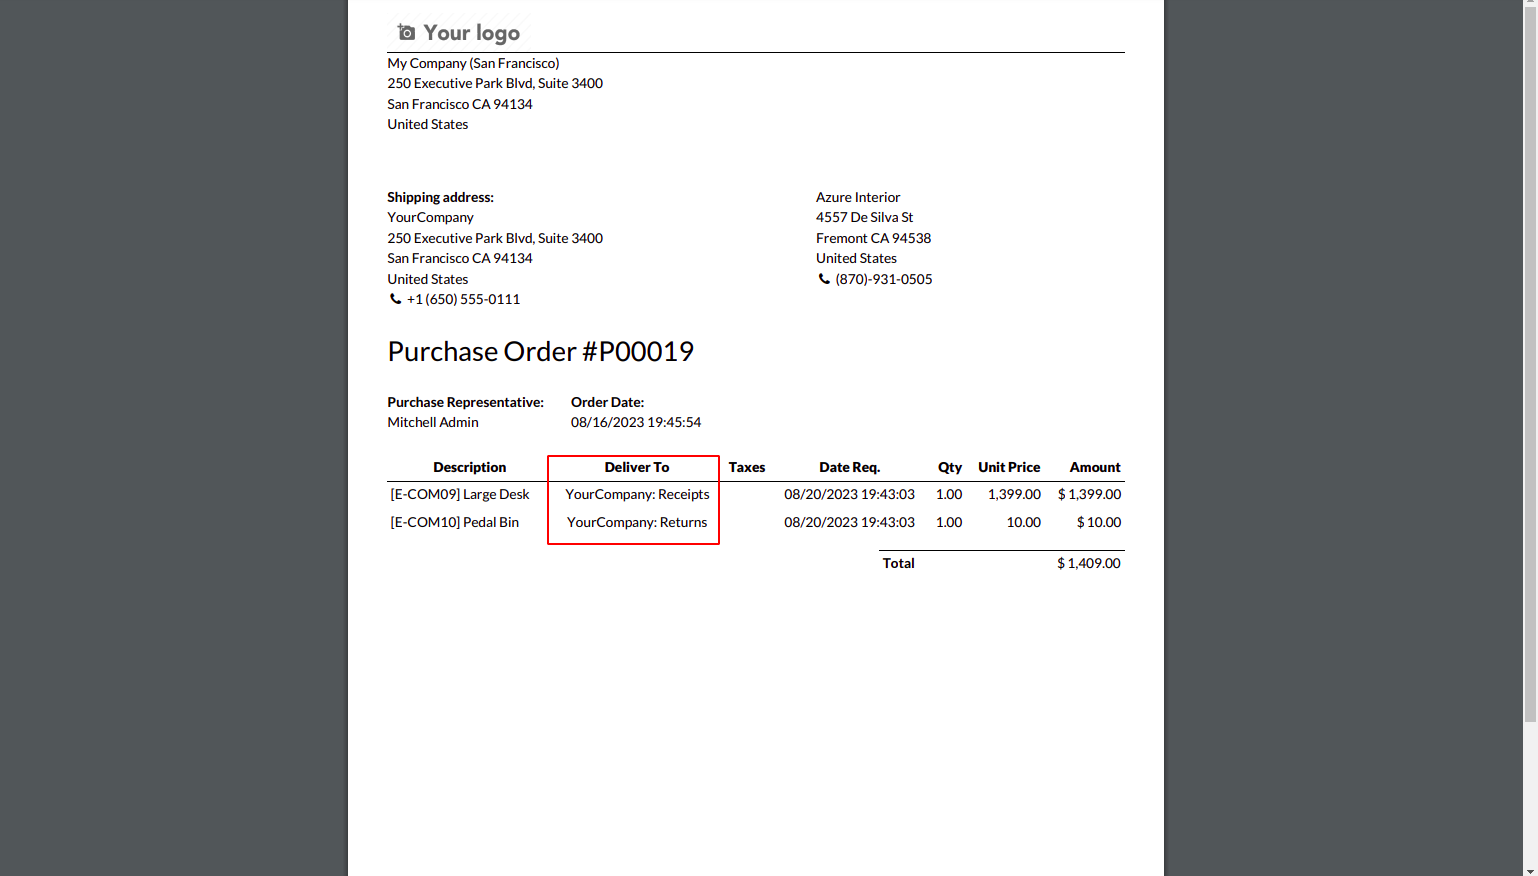 Your logo
My Company (San Francisco)
250 Executive Park Blvd, Suite 3400
San Francisco CA 94134
United States
Shipping address:
YourCompany
250 Executive Park Blvd, Suite 3400
San Francisco CA 94134
United States
+1 (650) 555-0111
Azure Interior
4557 De Silva St
Fremont CA 94538
United States
(870)-931-0505
Purchase Order #P00019
Purchase Representative: Order Date:
Mitchell Admin 08/16/2023 19:45:54
Description Deliver To Taxes Date Req. Qty Unit Price Amount
[E-COM09] Large Desk YourCompany: Receipts 08/20/2023 19:43:03 1.00 1,399.00 $ 1,399.00
[E-COM10] Pedal Bin YourCompany: Returns 08/20/2023 19:43:03 1.00 10.00 $ 10.00
Total $ 1,409.00